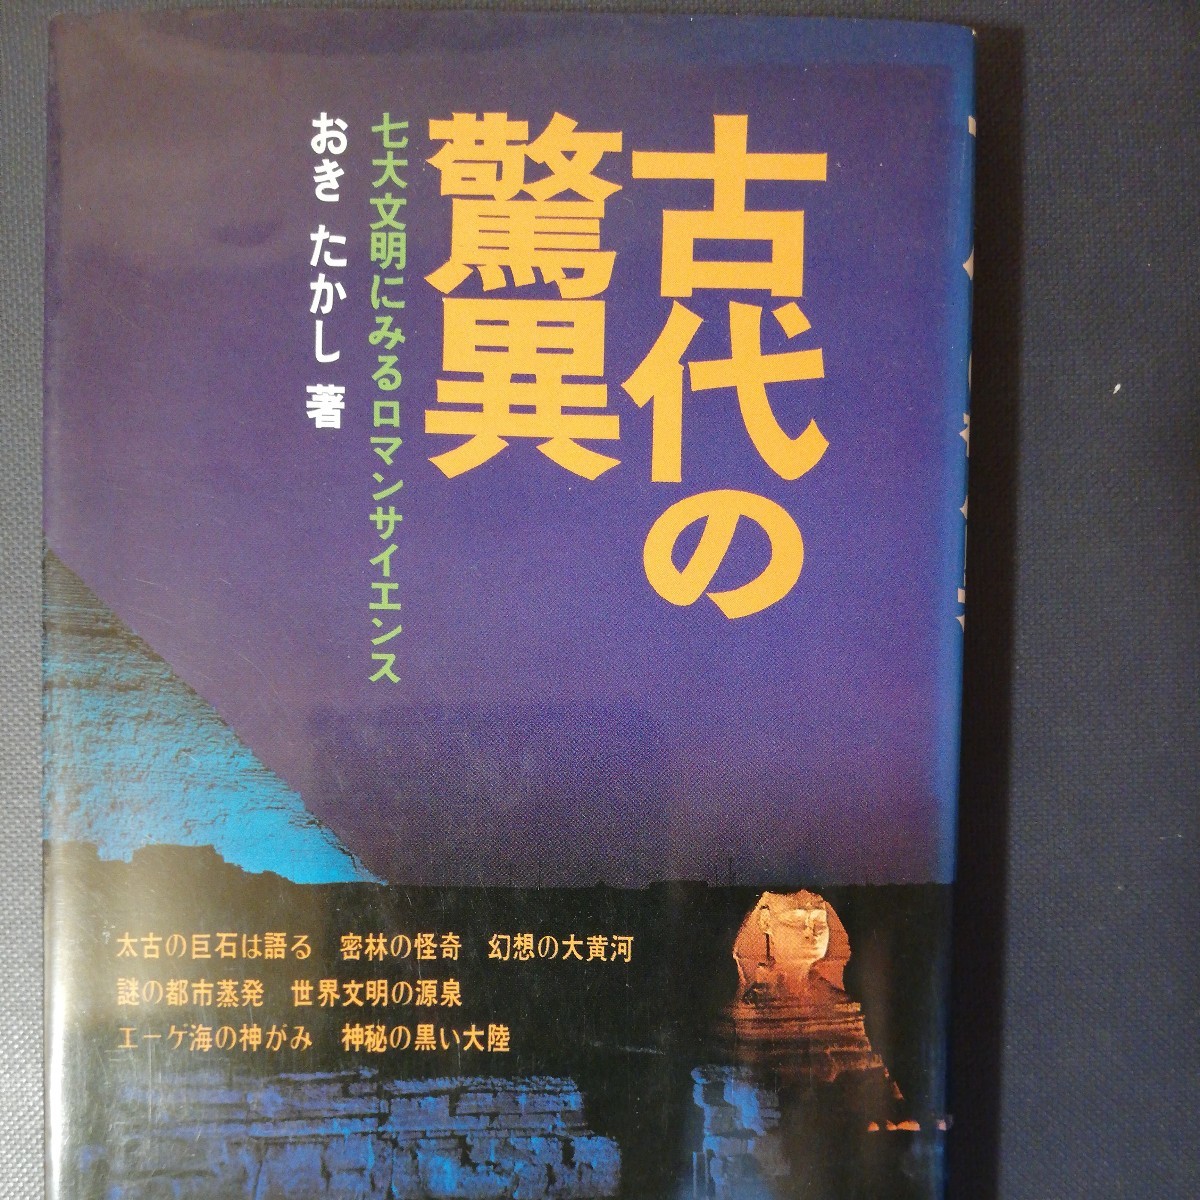 古代の
驚異
七大文明にみるロマンサイエンス
おき たかし 著
太古の巨石は語る 密林の怪奇 幻想の大黄河
謎の都市蒸発 世界文明の源泉
エーゲ海の神がみ 神秘の黒い大陸